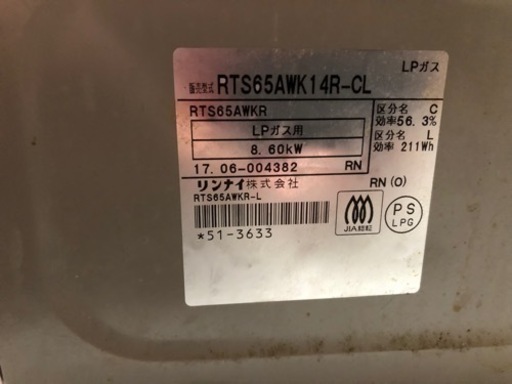 LPガス
販売型式 RTS65AWK14R-CL
RTS65AWKR
LPガス用
8.60kW
17.06-004382 RN
区分名 C
効率56.3%
区分名 L
効率 211Wh
リンナイ株式会社 RN(O)
RTS65AWKR-L
*51-3633
JIA認証
PS
LPG